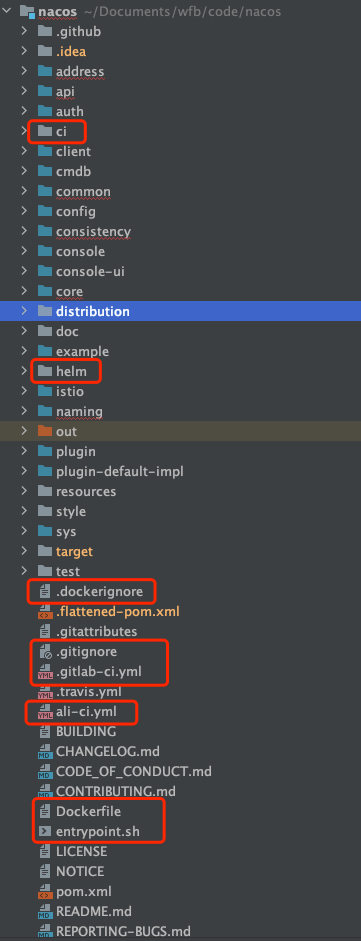 nacos ~/Documents/wfb/code/nacos
.github
.idea
address
api
auth
ci
client
cmdb
common
config
consistency
console
console-ui
core
distribution
doc
example
helm
istio
naming
out
plugin
plugin-default-impl
resources
style
sys
target
test
.dockerignore
.flattened-pom.xml
.gitattributes
.gitignore
.gitlab-ci.yml
.travis.yml
ali-ci.yml
BUILDING
CHANGELOG.md
CODE_OF_CONDUCT.md
CONTRIBUTING.md
Dockerfile
entrypoint.sh
LICENSE
NOTICE
pom.xml
README.md
REPORTING-BUGS.md